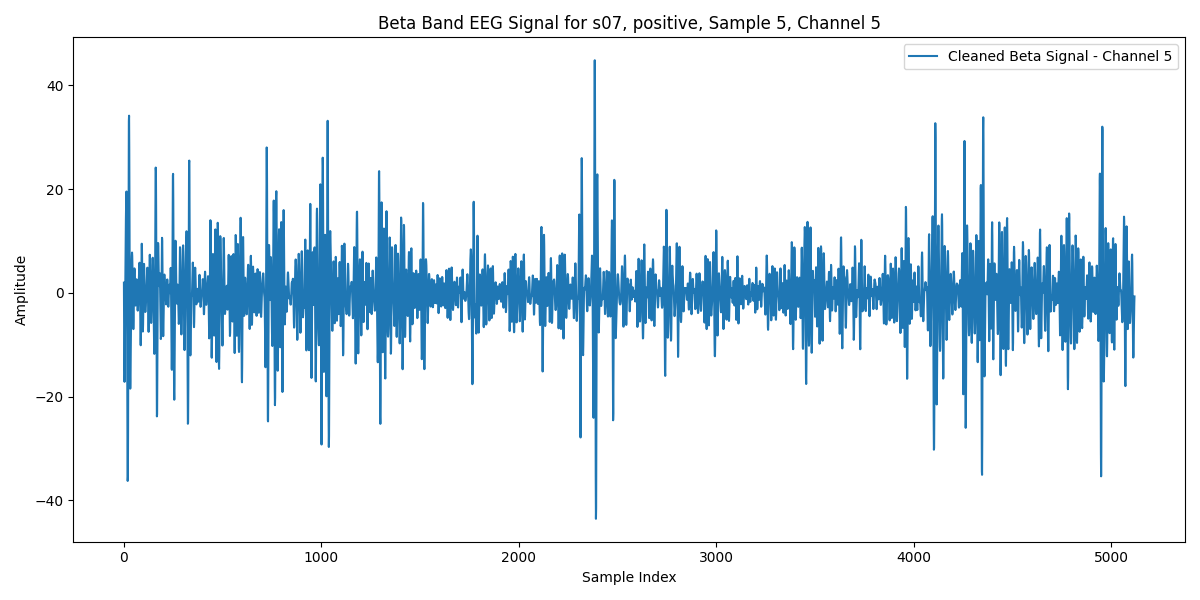 Beta Band EEG Signal for s07, positive, Sample 5, Channel 5
Cleaned Beta Signal - Channel 5
Amplitude
40
20
0
−20
−40
0 1000 2000 3000 4000 5000
Sample Index